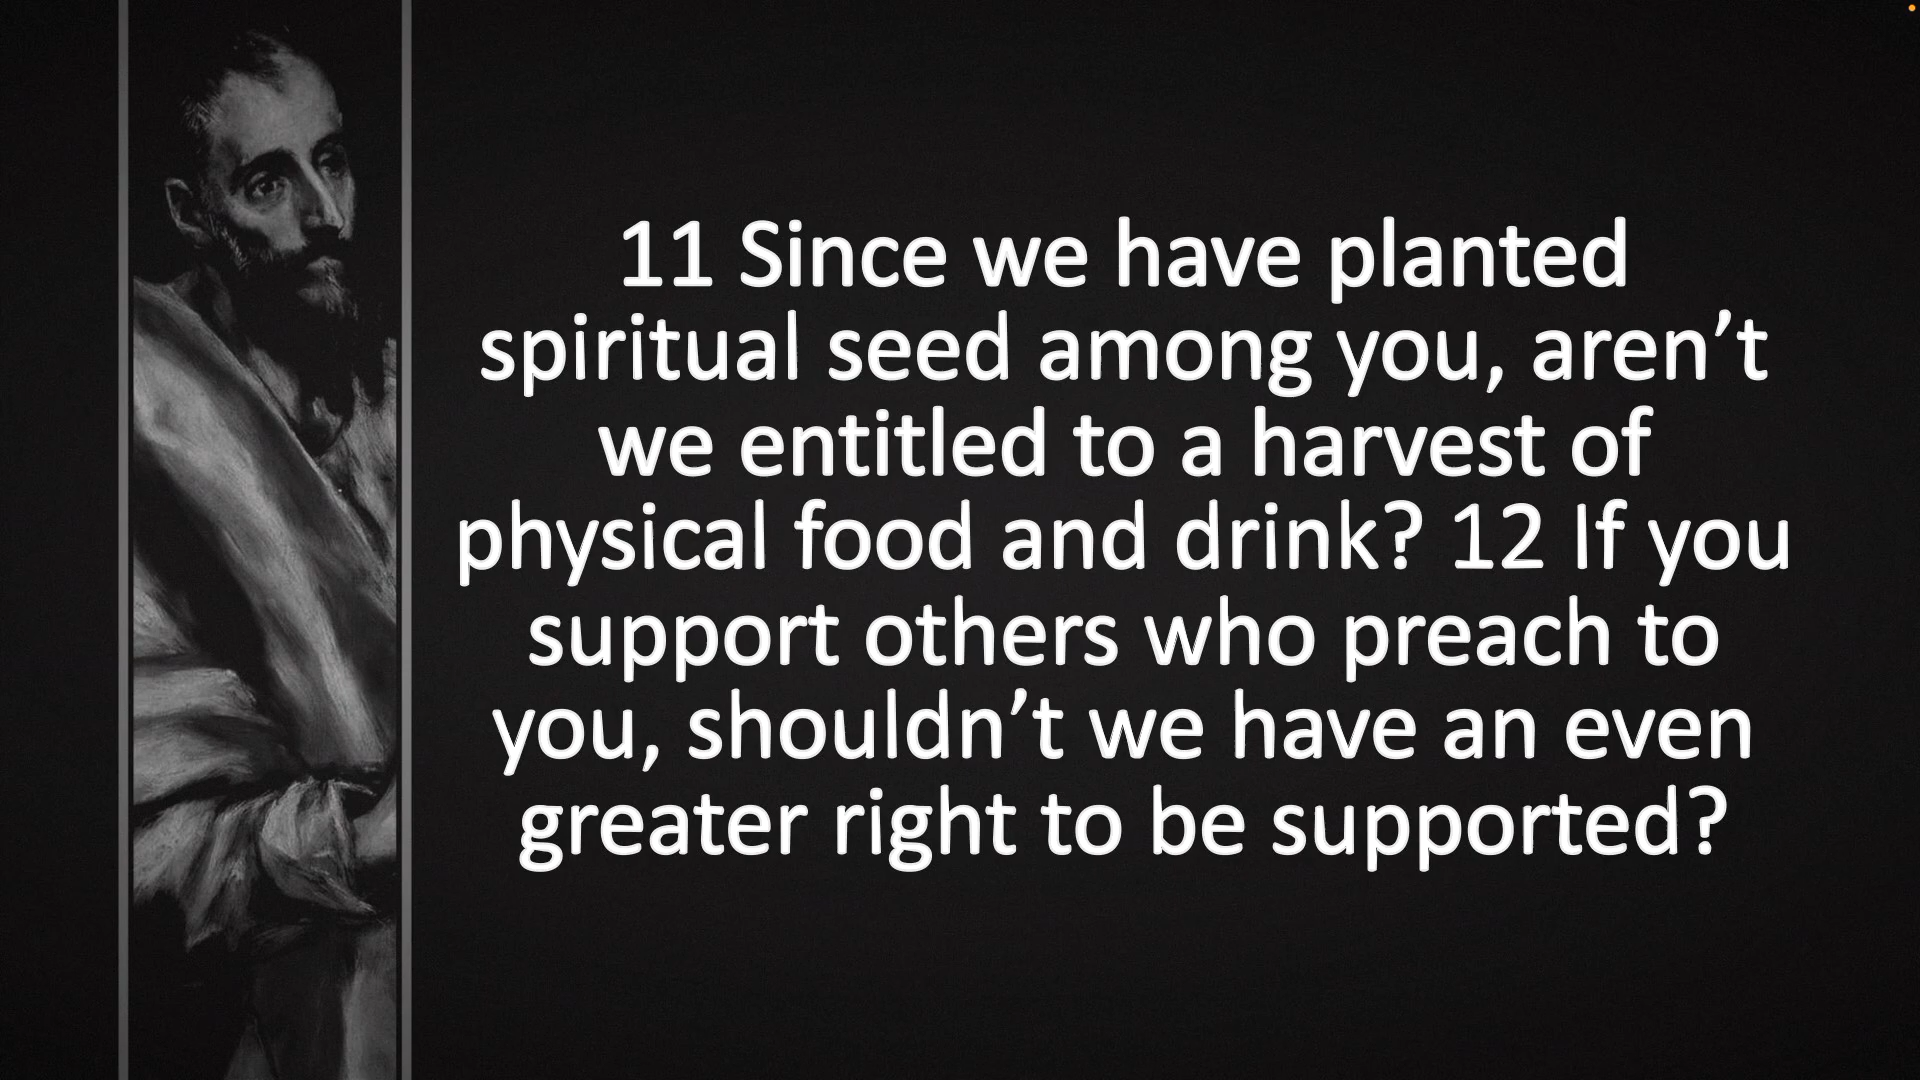 11 Since we have planted
spiritual seed among you, aren’t
we entitled to a harvest of
physical food and drink? 12 If you
support others who preach to
you, shouldn’t we have an even
greater right to be supported?